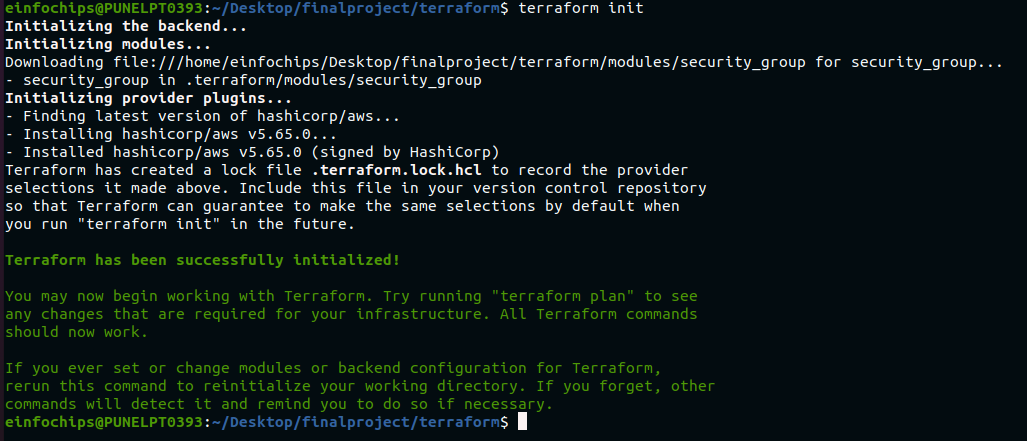 einfochips@PUNELPT0393:~/Desktop/finalproject/terraform$ terraform init
Initializing the backend...
Initializing modules...
Downloading file:///home/einfochips/Desktop/finalproject/terraform/modules/security_group for security_group...
- security_group in .terraform/modules/security_group
Initializing provider plugins...
- Finding latest version of hashicorp/aws...
- Installing hashicorp/aws v5.65.0...
- Installed hashicorp/aws v5.65.0 (signed by HashiCorp)
Terraform has created a lock file .terraform.lock.hcl to record the provider
selections it made above. Include this file in your version control repository
so that Terraform can guarantee to make the same selections by default when
you run "terraform init" in the future.
Terraform has been successfully initialized!
You may now begin working with Terraform. Try running "terraform plan" to see
any changes that are required for your infrastructure. All Terraform commands
should now work.
If you ever set or change modules or backend configuration for Terraform,
rerun this command to reinitialize your working directory. If you forget, other
commands will detect it and remind you to do so if necessary.
einfochips@PUNELPT0393:~/Desktop/finalproject/terraform$